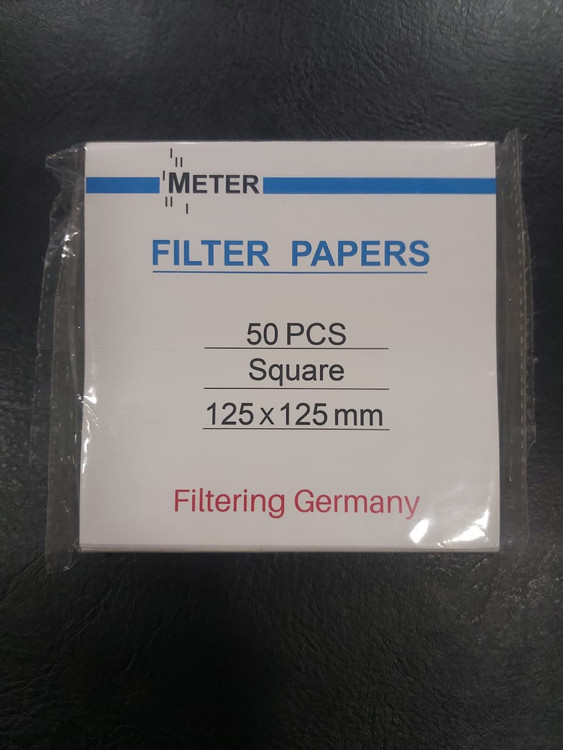 METER
FILTER PAPERS
50 PCS
Square
125 x 125 mm
Filtering Germany